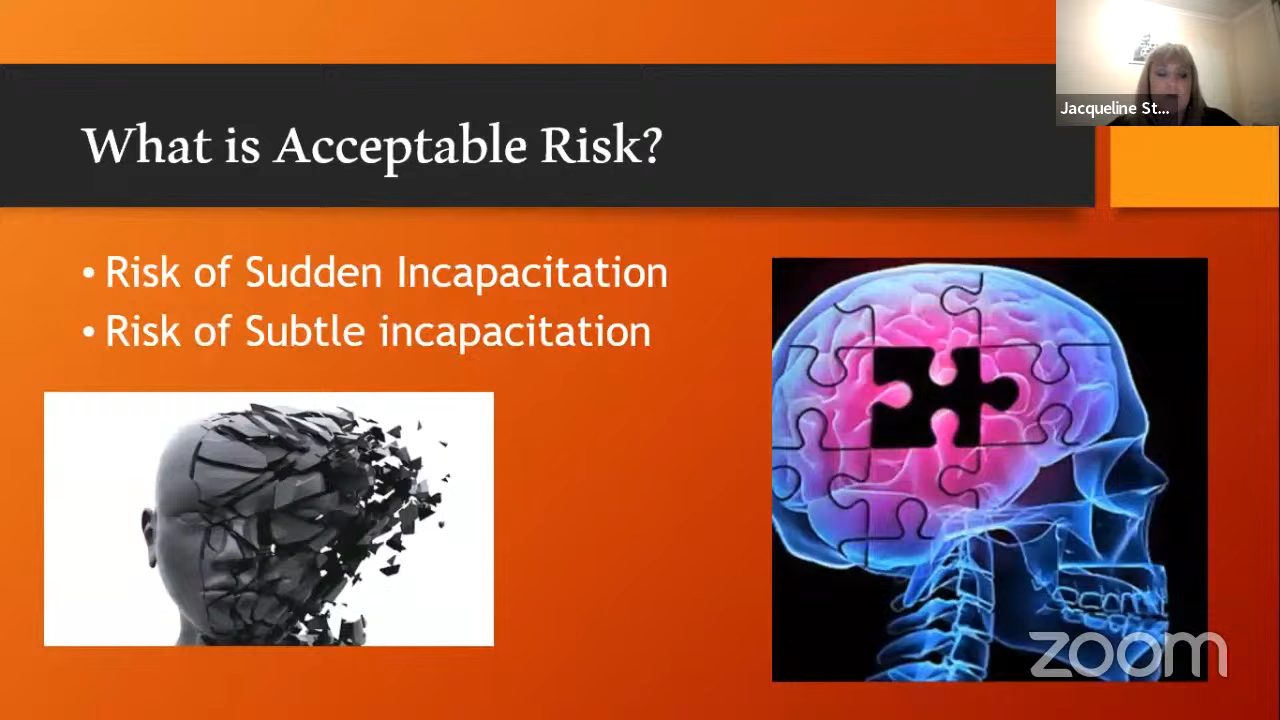 Jacqueline St...
What is Acceptable Risk?
• Risk of Sudden Incapacitation
• Risk of Subtle incapacitation
zoom